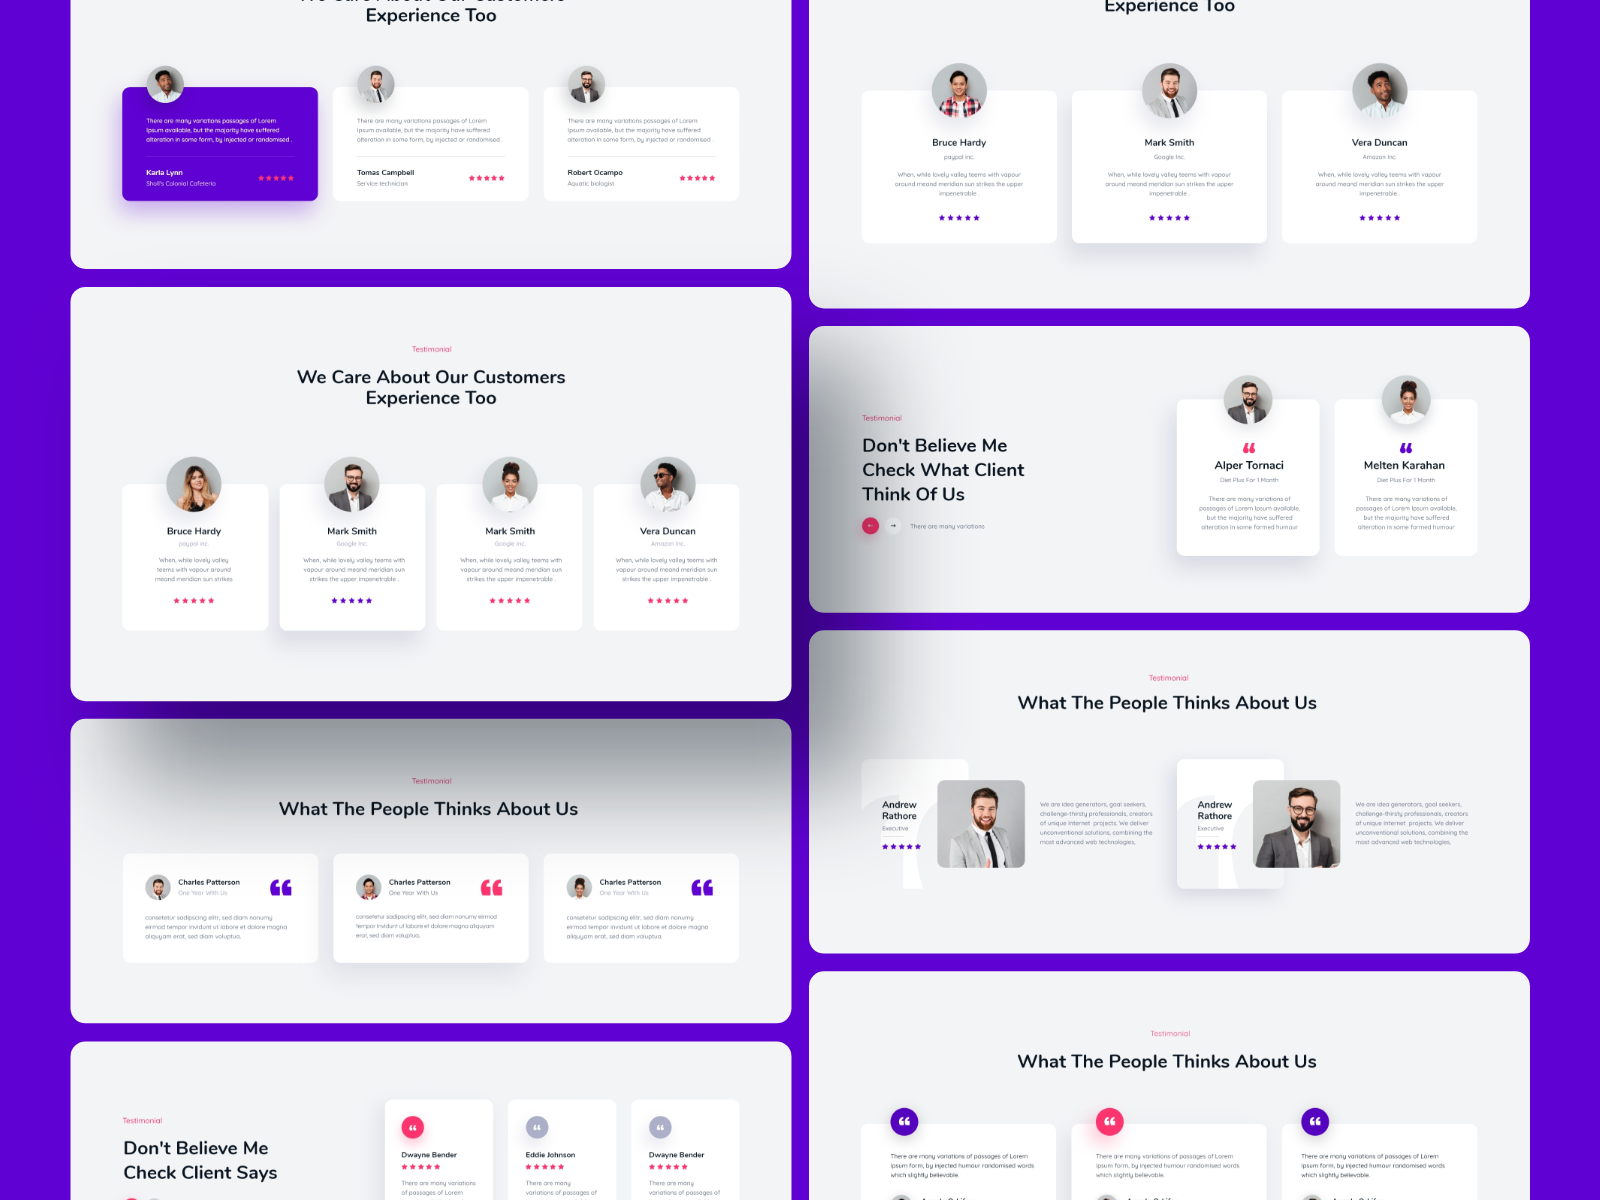 We Care About Our Customers
Experience Too
There are many variations passages of Lorem
Ipsum available, but the majority have suffered
alteration in some form, by injected or randomised .
Karla Lynn
Sholl's Colonial Cafeteria
There are many variations passages of Lorem
Ipsum available, but the majority have suffered
alteration in some form, by injected or randomised .
Tomas Campbell
Service technician
There are many variations passages of Lorem
Ipsum available, but the majority have suffered
alteration in some form, by injected or randomised .
Robert Ocampo
Aquatic biologist
Testimonial
We Care About Our Customers
Experience Too
Bruce Hardy
paypal inc.
When, while lovely valley
teems with vapour around
meand meridian sun strikes
Mark Smith
Google Inc.
When, while lovely valley teems with
vapour around meand meridian sun
strikes the upper impenetrable .
Mark Smith
Google Inc.
When, while lovely valley teems with
vapour around meand meridian sun
strikes the upper impenetrable .
Vera Duncan
Amazon Inc.
When, while lovely valley teems with
vapour around meand meridian sun
strikes the upper impenetrable .
Testimonial
What The People Thinks About Us
Charles Patterson
One Year With Us
consetetur sadipscing elitr, sed diam nonumy
eirmod tempor invidunt ut labore et dolore magna
aliquyam erat, sed diam voluptua.
Charles Patterson
One Year With Us
consetetur sadipscing elitr, sed diam nonumy eirmod
tempor invidunt ut labore et dolore magna aliquyam
erat, sed diam voluptua.
Charles Patterson
One Year With Us
consetetur sadipscing elitr, sed diam nonumy
eirmod tempor invidunt ut labore et dolore magna
aliquyam erat, sed diam voluptua.
Testimonial
Don't Believe Me
Check Client Says
Dwayne Bender
There are many variations
of passages of Lorem
Eddie Johnson
There are many
variations of passages of
Dwayne Bender
There are many
variations of passages of
Experience Too
Bruce Hardy
paypal inc.
When, while lovely valley teems with vapour
around meand meridian sun strikes the upper
impenetrable .
Mark Smith
Google Inc.
When, while lovely valley teems with vapour
around meand meridian sun strikes the upper
impenetrable .
Vera Duncan
Amazon Inc.
When, while lovely valley teems with vapour
around meand meridian sun strikes the upper
impenetrable .
Testimonial
Don't Believe Me
Check What Client
Think Of Us
There are many variations
Alper Tornaci
Diet Plus For 1 Month
There are many variations of
passages of Lorem Ipsum available,
but the majority have suffered
alteration in some formed humour
Melten Karahan
Diet Plus For 1 Month
There are many variations of
passages of Lorem Ipsum available,
but the majority have suffered
alteration in some formed humour
Testimonial
What The People Thinks About Us
Andrew
Rathore
Executive
We are idea generators, goal seekers,
challenge-thirsty professionals, creators
of unique Internet projects. We deliver
unconventional solutions, combining the
most advanced web technologies,
Andrew
Rathore
Executive
We are idea generators, goal seekers,
challenge-thirsty professionals, creators
of unique Internet projects. We deliver
unconventional solutions, combining the
most advanced web technologies,
Testimonial
What The People Thinks About Us
There are many variations of passages of Lorem
Ipsum form, by injected humour randomised words
which slightly believable.
There are many variations of passages of Lorem
Ipsum form, by injected humour randomised words
which slightly believable.
There are many variations of passages of Lorem
Ipsum form, by injected humour randomised words
which slightly believable.